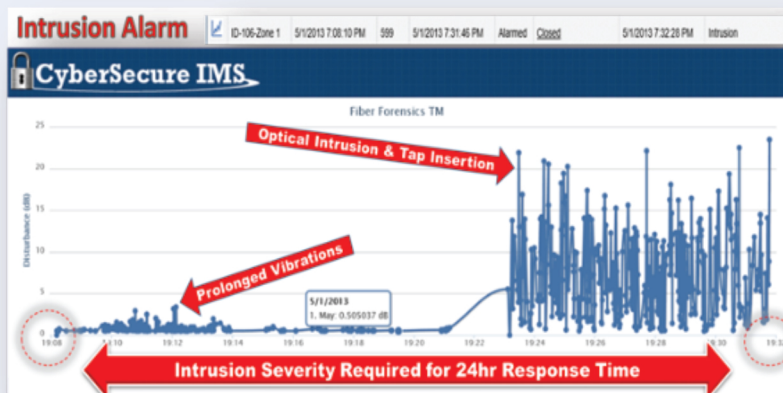 Intrusion Alarm ID-106-Zone 1 5/1/2013 7:08:10 PM 599 5/1/2013 7:31:46 PM Alarmed Closed 5/1/2013 7:32:28 PM Intrusion
CyberSecure IMS
Fiber Forensics TM
25
Optical Intrusion & Tap Insertion
20
15
Disturbance (dB)
10
Prolonged Vibrations
5
5/1/2013
1. May: 0.505037 dB
0
19:08 19:10 19:12 19:14 19:16 19:18 19:20 19:22 19:24 19:26 19:28 19:30
Intrusion Severity Required for 24hr Response Time